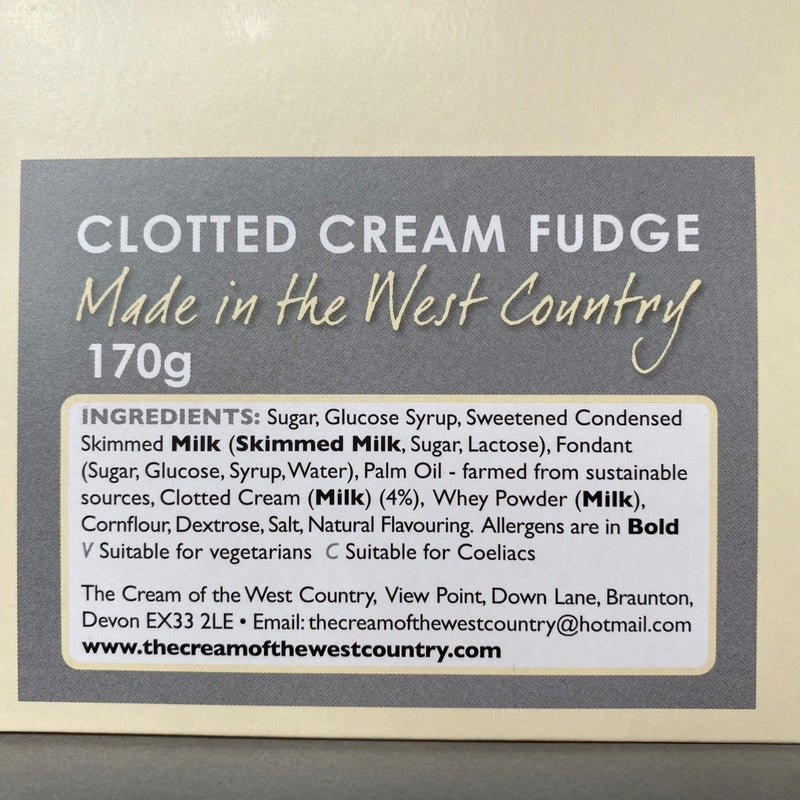 CLOTTED CREAM FUDGE
Made in the West Country
170g
INGREDIENTS: Sugar, Glucose Syrup, Sweetened Condensed
Skimmed Milk (Skimmed Milk, Sugar, Lactose), Fondant
(Sugar, Glucose, Syrup, Water), Palm Oil - farmed from sustainable
sources, Clotted Cream (Milk) (4%), Whey Powder (Milk),
Cornflour, Dextrose, Salt, Natural Flavouring. Allergens are in Bold
V Suitable for vegetarians C Suitable for Coeliacs
The Cream of the West Country, View Point, Down Lane, Braunton,
Devon EX33 2LE • Email: thecreamofthewestcountry@hotmail.com
www.thecreamofthewestcountry.com